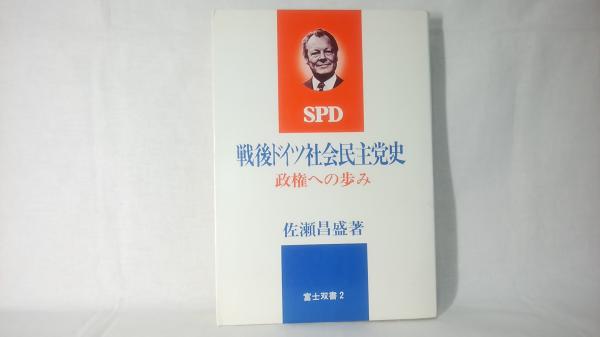 SPD
戦後ドイツ社会民主党史
政権への歩み
佐瀬昌盛著
富士双書2